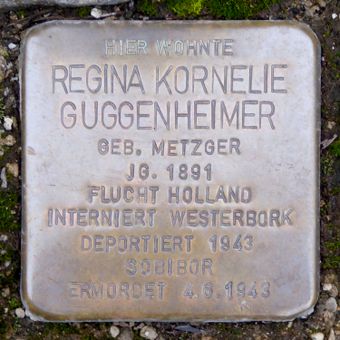 HIER WOHNTE
REGINA KORNELIE
GUGGENHEIMER
GEB. METZGER
JG. 1891
FLUCHT HOLLAND
INTERNIERT WESTERBORK
DEPORTIERT 1943
SOBIBOR
ERMORDET 4.6.1943